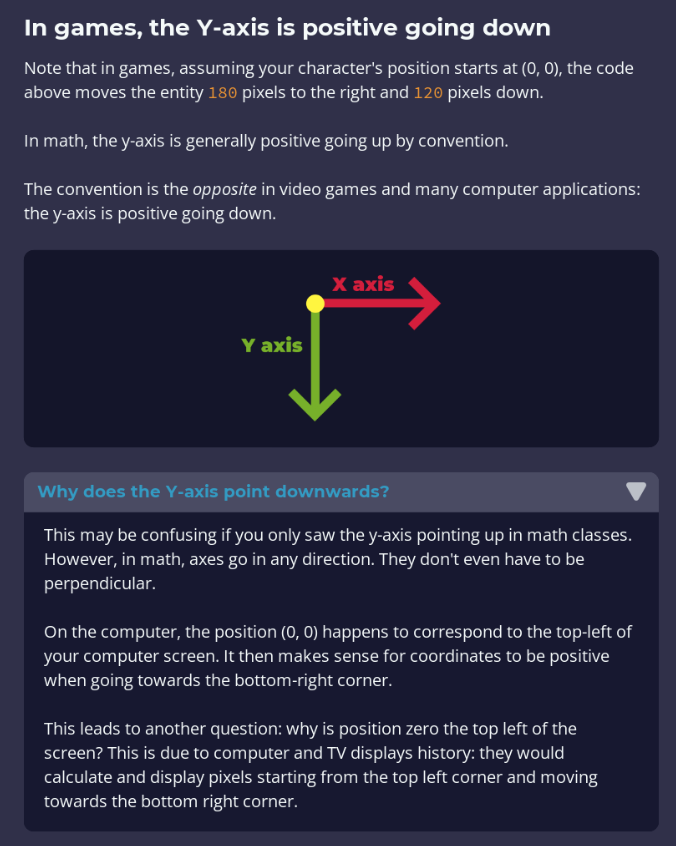 In games, the Y-axis is positive going down
Note that in games, assuming your character's position starts at (0, 0), the code
above moves the entity 180 pixels to the right and 120 pixels down.
In math, the y-axis is generally positive going up by convention.
The convention is the opposite in video games and many computer applications:
the y-axis is positive going down.
X axis
Y axis
Why does the Y-axis point downwards?
This may be confusing if you only saw the y-axis pointing up in math classes.
However, in math, axes go in any direction. They don't even have to be
perpendicular.
On the computer, the position (0, 0) happens to correspond to the top-left of
your computer screen. It then makes sense for coordinates to be positive
when going towards the bottom-right corner.
This leads to another question: why is position zero the top left of the
screen? This is due to computer and TV displays history: they would
calculate and display pixels starting from the top left corner and moving
towards the bottom right corner.